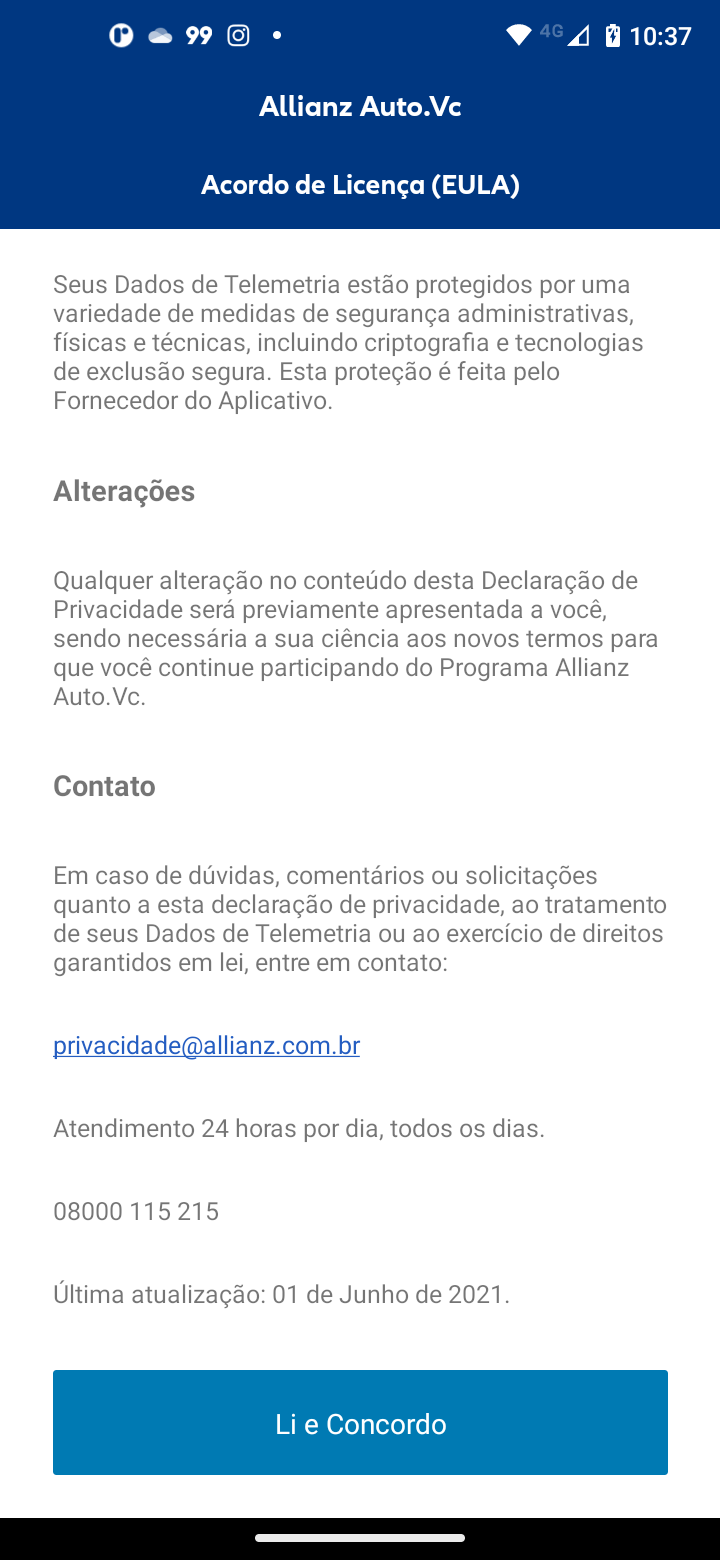 99
4G
10:37
Allianz Auto.Vc
Acordo de Licença (EULA)
Seus Dados de Telemetria estão protegidos por uma
variedade de medidas de segurança administrativas,
físicas e técnicas, incluindo criptografia e tecnologias
de exclusão segura. Esta proteção é feita pelo
Fornecedor do Aplicativo.
Alterações
Qualquer alteração no conteúdo desta Declaração de
Privacidade será previamente apresentada a você,
sendo necessária a sua ciência aos novos termos para
que você continue participando do Programa Allianz
Auto.Vc.
Contato
Em caso de dúvidas, comentários ou solicitações
quanto a esta declaração de privacidade, ao tratamento
de seus Dados de Telemetria ou ao exercício de direitos
garantidos em lei, entre em contato:
privacidade@allianz.com.br
Atendimento 24 horas por dia, todos os dias.
08000 115 215
Última atualização: 01 de Junho de 2021.
Li e Concordo